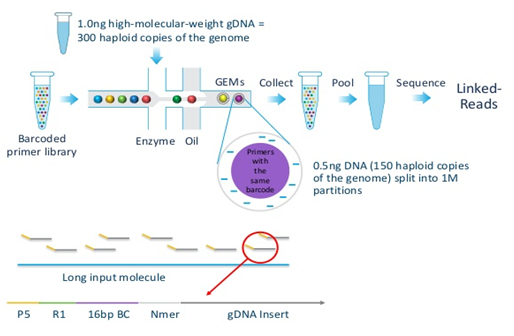 1.0ng high-molecular-weight gDNA =
300 haploid copies of the genome
GEMs
Collect
Pool
Sequence
Linked-
Reads
Barcoded
primer library
Enzyme
Oil
Primers
with
the
same
barcode
0.5ng DNA (150 haploid copies
of the genome) split into 1M
partitions
Long input molecule
P5 R1 16bp BC Nmer gDNA Insert